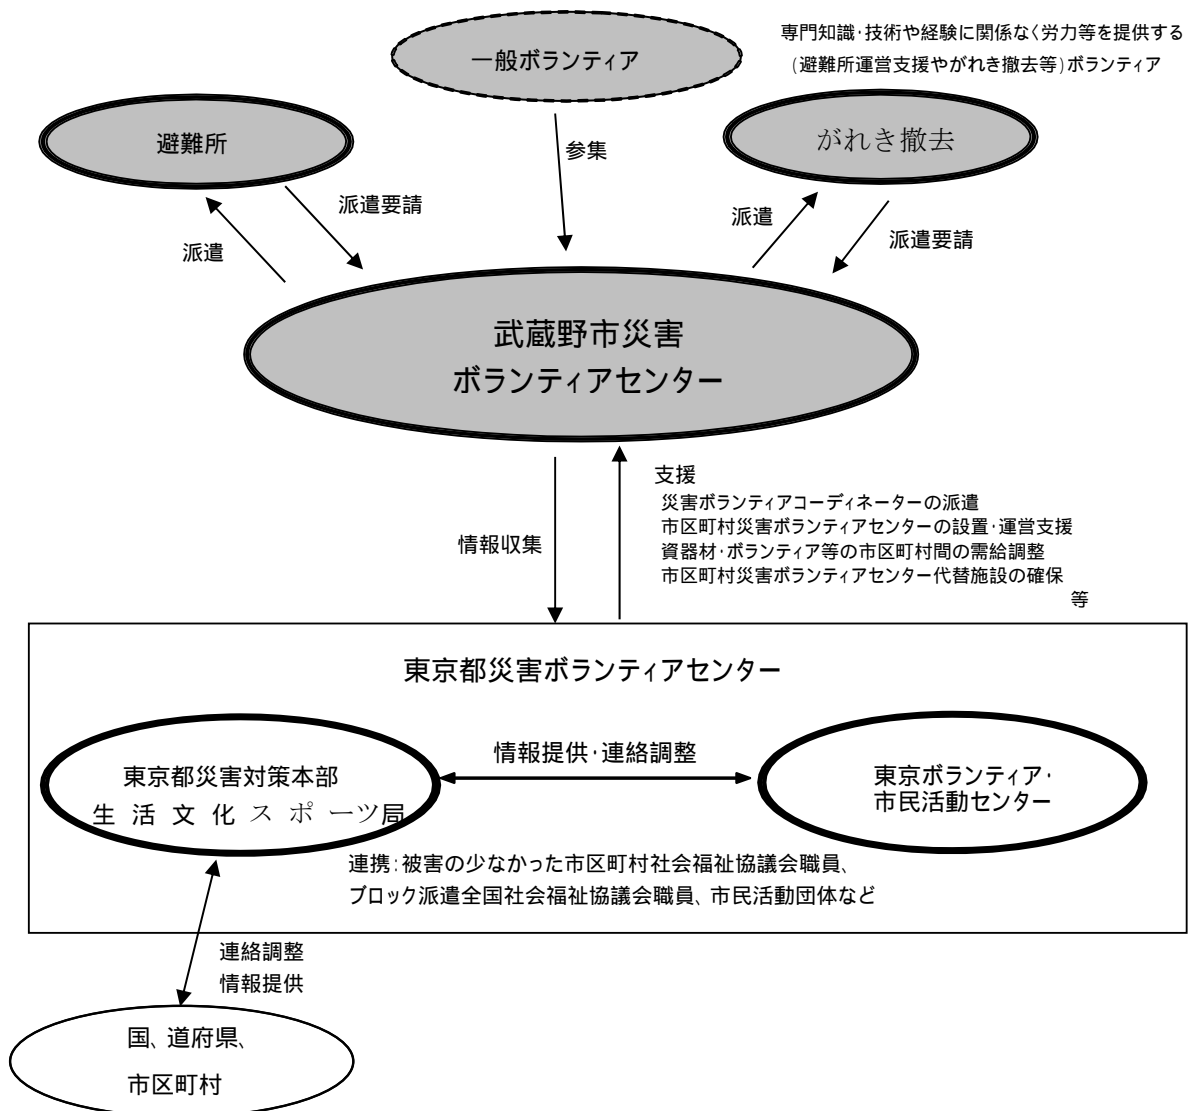 専門知識・技術や経験に関係なく労力等を提供する
(避難所運営支援やがれき撤去等)ボランティア
一般ボランティア
避難所
がれき撤去
参集
派遣要請
派遣
派遣
派遣要請
武蔵野市災害
ボランティアセンター
支援
災害ボランティアコーディネーターの派遣
市区町村災害ボランティアセンターの設置・運営支援
資器材・ボランティア等の市区町村間の需給調整
市区町村災害ボランティアセンター代替施設の確保
等
情報収集
東京都災害ボランティアセンター
情報提供・連絡調整
東京都災害対策本部
生活文化スポーツ局
東京ボランティア・
市民活動センター
連携:被害の少なかった市区町村社会福祉協議会職員、
ブロック派遣全国社会福祉協議会職員、市民活動団体など
連絡調整
情報提供
国、道府県、
市区町村